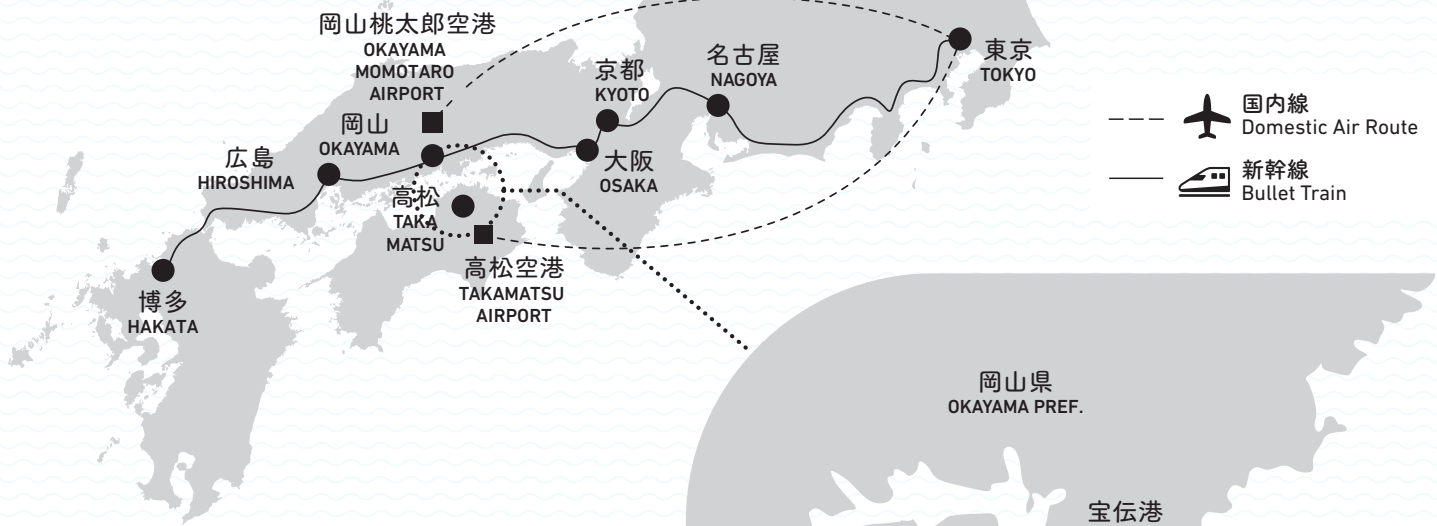 岡山桃太郎空港
OKAYAMA
MOMOTARO
AIRPORT
東京
TOKYO
名古屋
NAGOYA
京都
KYOTO
岡山
OKAYAMA
大阪
OSAKA
広島
HIROSHIMA
高松
TAKA
MATSU
高松空港
TAKAMATSU
AIRPORT
博多
HAKATA
国内線
Domestic Air Route
新幹線
Bullet Train
岡山県
OKAYAMA PREF.
宝伝港